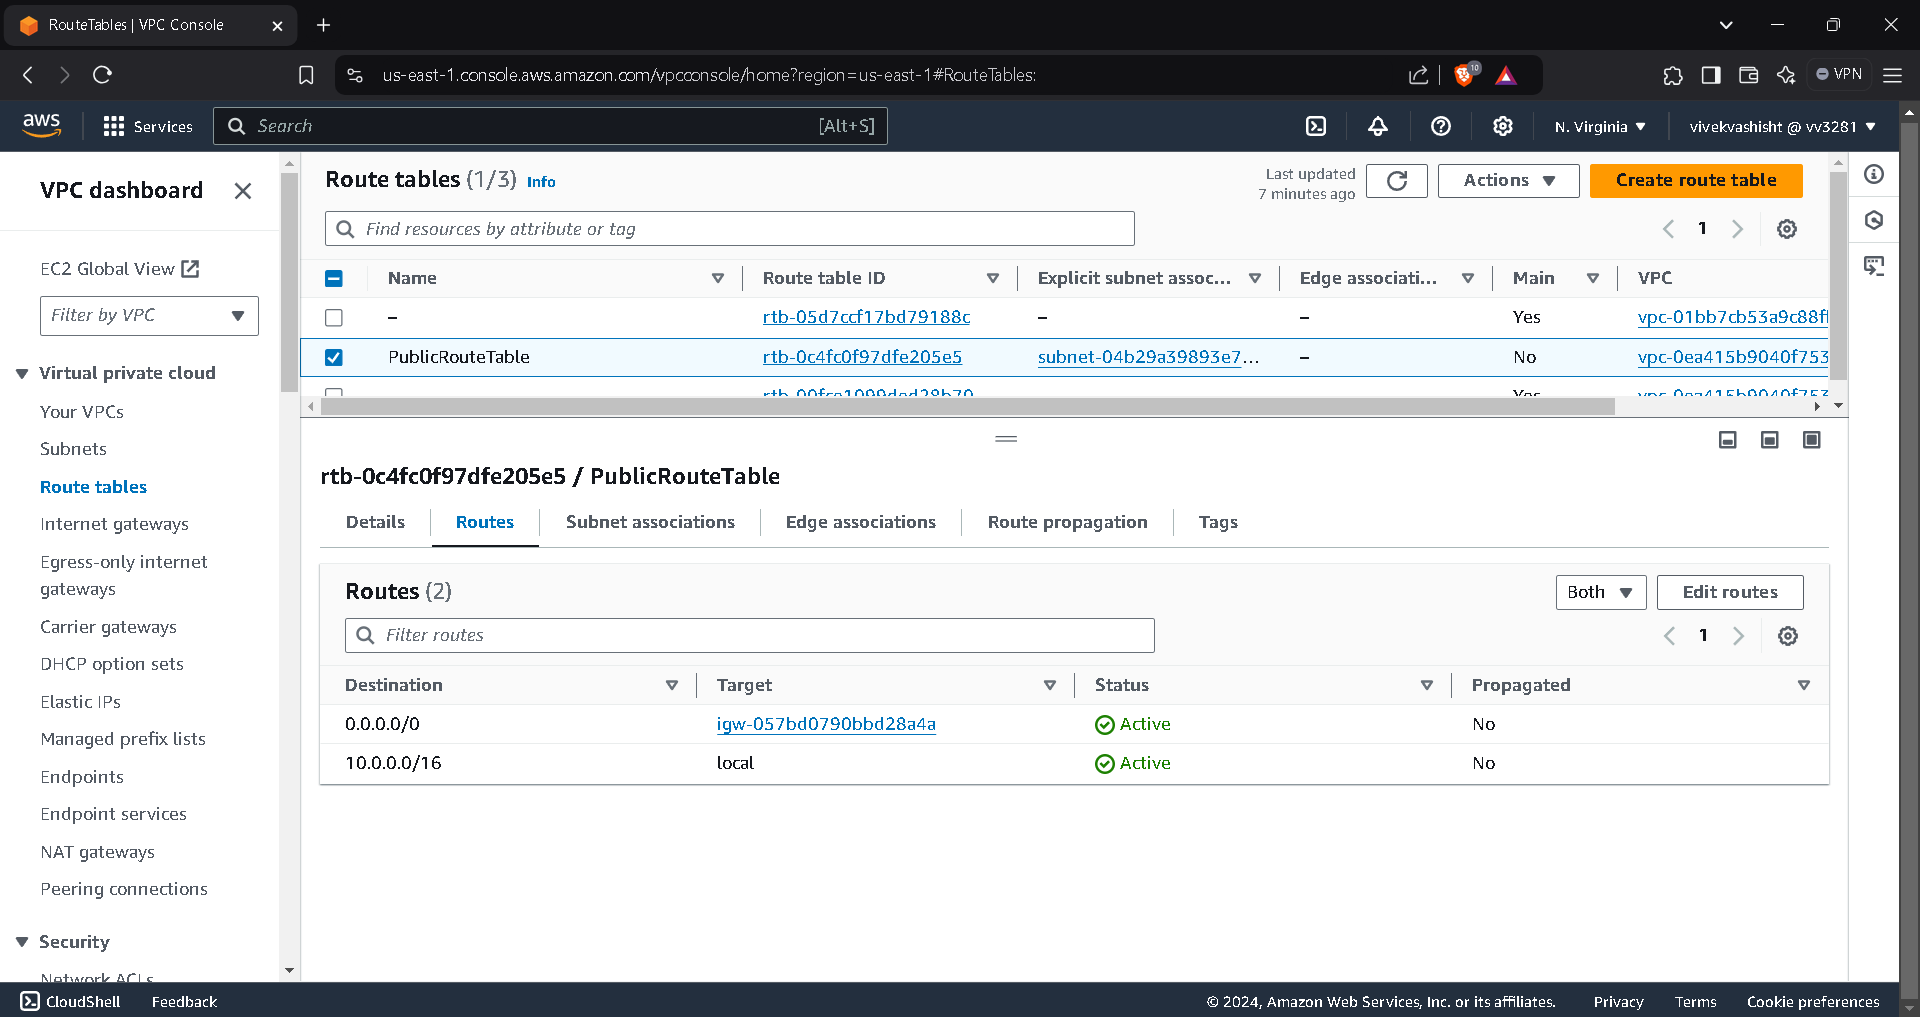 RouteTables | VPC Console
us-east-1.console.aws.amazon.com/vpcconsole/home?region=us-east-1#RouteTables:
10
VPN
aws
Services
Search
[Alt+S]
N. Virginia
vivekvashisht @ vv3281
VPC dashboard
EC2 Global View
Filter by VPC
Virtual private cloud
Your VPCs
Subnets
Route tables
Internet gateways
Egress-only internet
gateways
Carrier gateways
DHCP option sets
Elastic IPs
Managed prefix lists
Endpoints
Endpoint services
NAT gateways
Peering connections
Security
Network ACLs
Route tables (1/3) Info
Last updated
7 minutes ago
Actions
Create route table
Find resources by attribute or tag
1
Name Route table ID Explicit subnet assoc... Edge associati... Main VPC
– rtb-05d7ccf17bd79188c – – Yes vpc-01bb7cb53a9c88f
PublicRouteTable rtb-0c4fc0f97dfe205e5 subnet-04b29a39893e7... – No vpc-0ea415b9040f753
Yes vpc-0ea415b9040f753
rtb-0c4fc0f97dfe205e5 / PublicRouteTable
Details Routes Subnet associations Edge associations Route propagation Tags
Routes (2)
Both
Edit routes
Filter routes
1
Destination Target Status Propagated
0.0.0.0/0 igw-057bd0790bbd28a4a Active No
10.0.0.0/16 local Active No
CloudShell Feedback
© 2024, Amazon Web Services, Inc. or its affiliates. Privacy Terms Cookie preferences